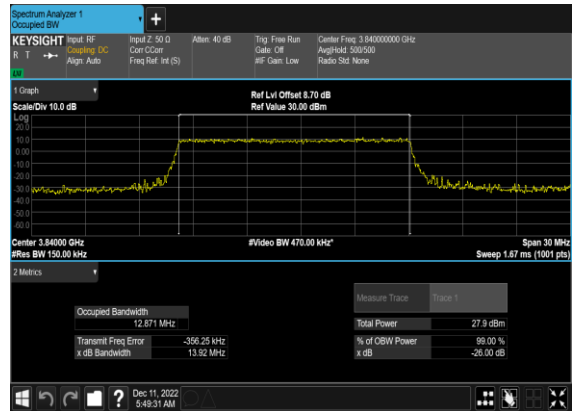 Spectrum Analyzer 1
Occupied BW
+
KEYSIGHT Input: RF Input Z: 50 Ω Atten: 40 dB Trig: Free Run Center Freq: 3.840000000 GHz
R T Coupling: DC Corr CCorr Gate: Off Avg|Hold: 500/500
Align: Auto Freq Ref: Int (S) #IF Gain: Low Radio Std: None
1 Graph
Ref Lvl Offset 8.70 dB
Scale/Div 10.0 dB Ref Value 30.00 dBm
Log
20.0
10.0
0.00
-10.0
-20.0
-30.0
-40.0
-50.0
-60.0
Center 3.84000 GHz #Video BW 470.00 kHz* Span 30 MHz
#Res BW 150.00 kHz Sweep 1.67 ms (1001 pts)
2 Metrics
Measure Trace Trace 1
Occupied Bandwidth
12.871 MHz Total Power 27.9 dBm
Transmit Freq Error -356.25 kHz % of OBW Power 99.00 %
x dB Bandwidth 13.92 MHz x dB -26.00 dB
? Dec 11, 2022
5:49:31 AM